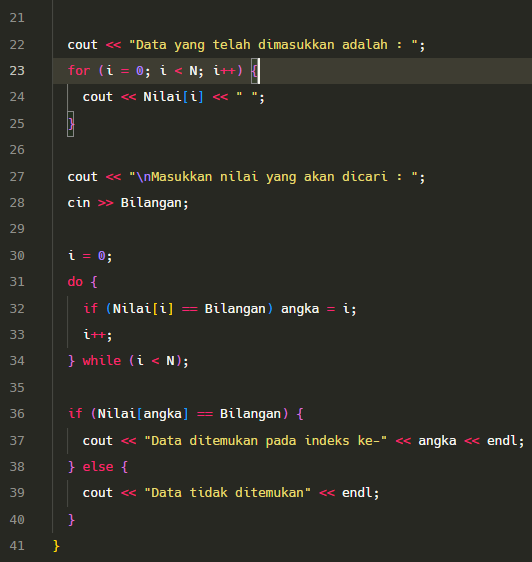 21
22 cout << "Data yang telah dimasukkan adalah : ";
23 for (i = 0; i < N; i++) {
24 cout << Nilai[i] << " ";
25 }
26
27 cout << "\nMasukkan nilai yang akan dicari : ";
28 cin >> Bilangan;
29
30 i = 0;
31 do {
32 if (Nilai[i] == Bilangan) angka = i;
33 i++;
34 } while (i < N);
35
36 if (Nilai[angka] == Bilangan) {
37 cout << "Data ditemukan pada indeks ke-" << angka << endl;
38 } else {
39 cout << "Data tidak ditemukan" << endl;
40 }
41 }